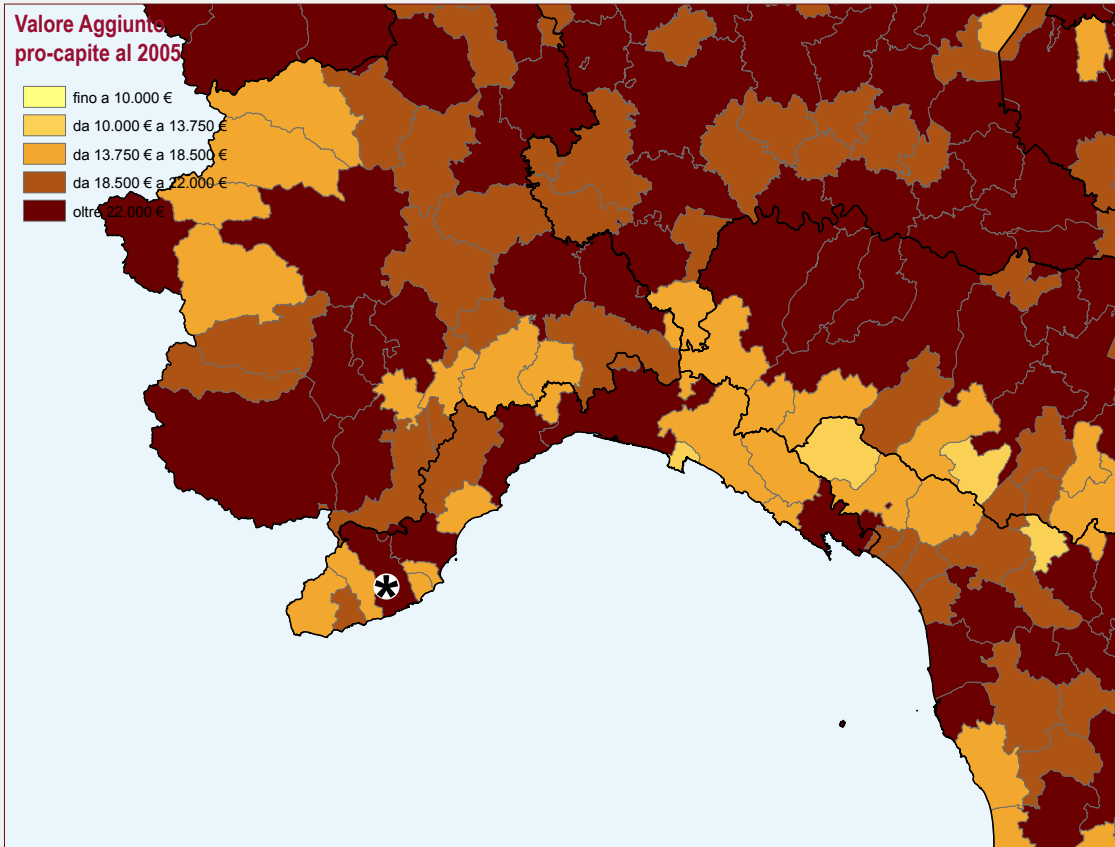 Valore Aggiunto
pro-capite al 2005
fino a 10.000 €
da 10.000 € a 13.750 €
da 13.750 € a 18.500 €
da 18.500 € a 22.000 €
oltre 22.000 €
*